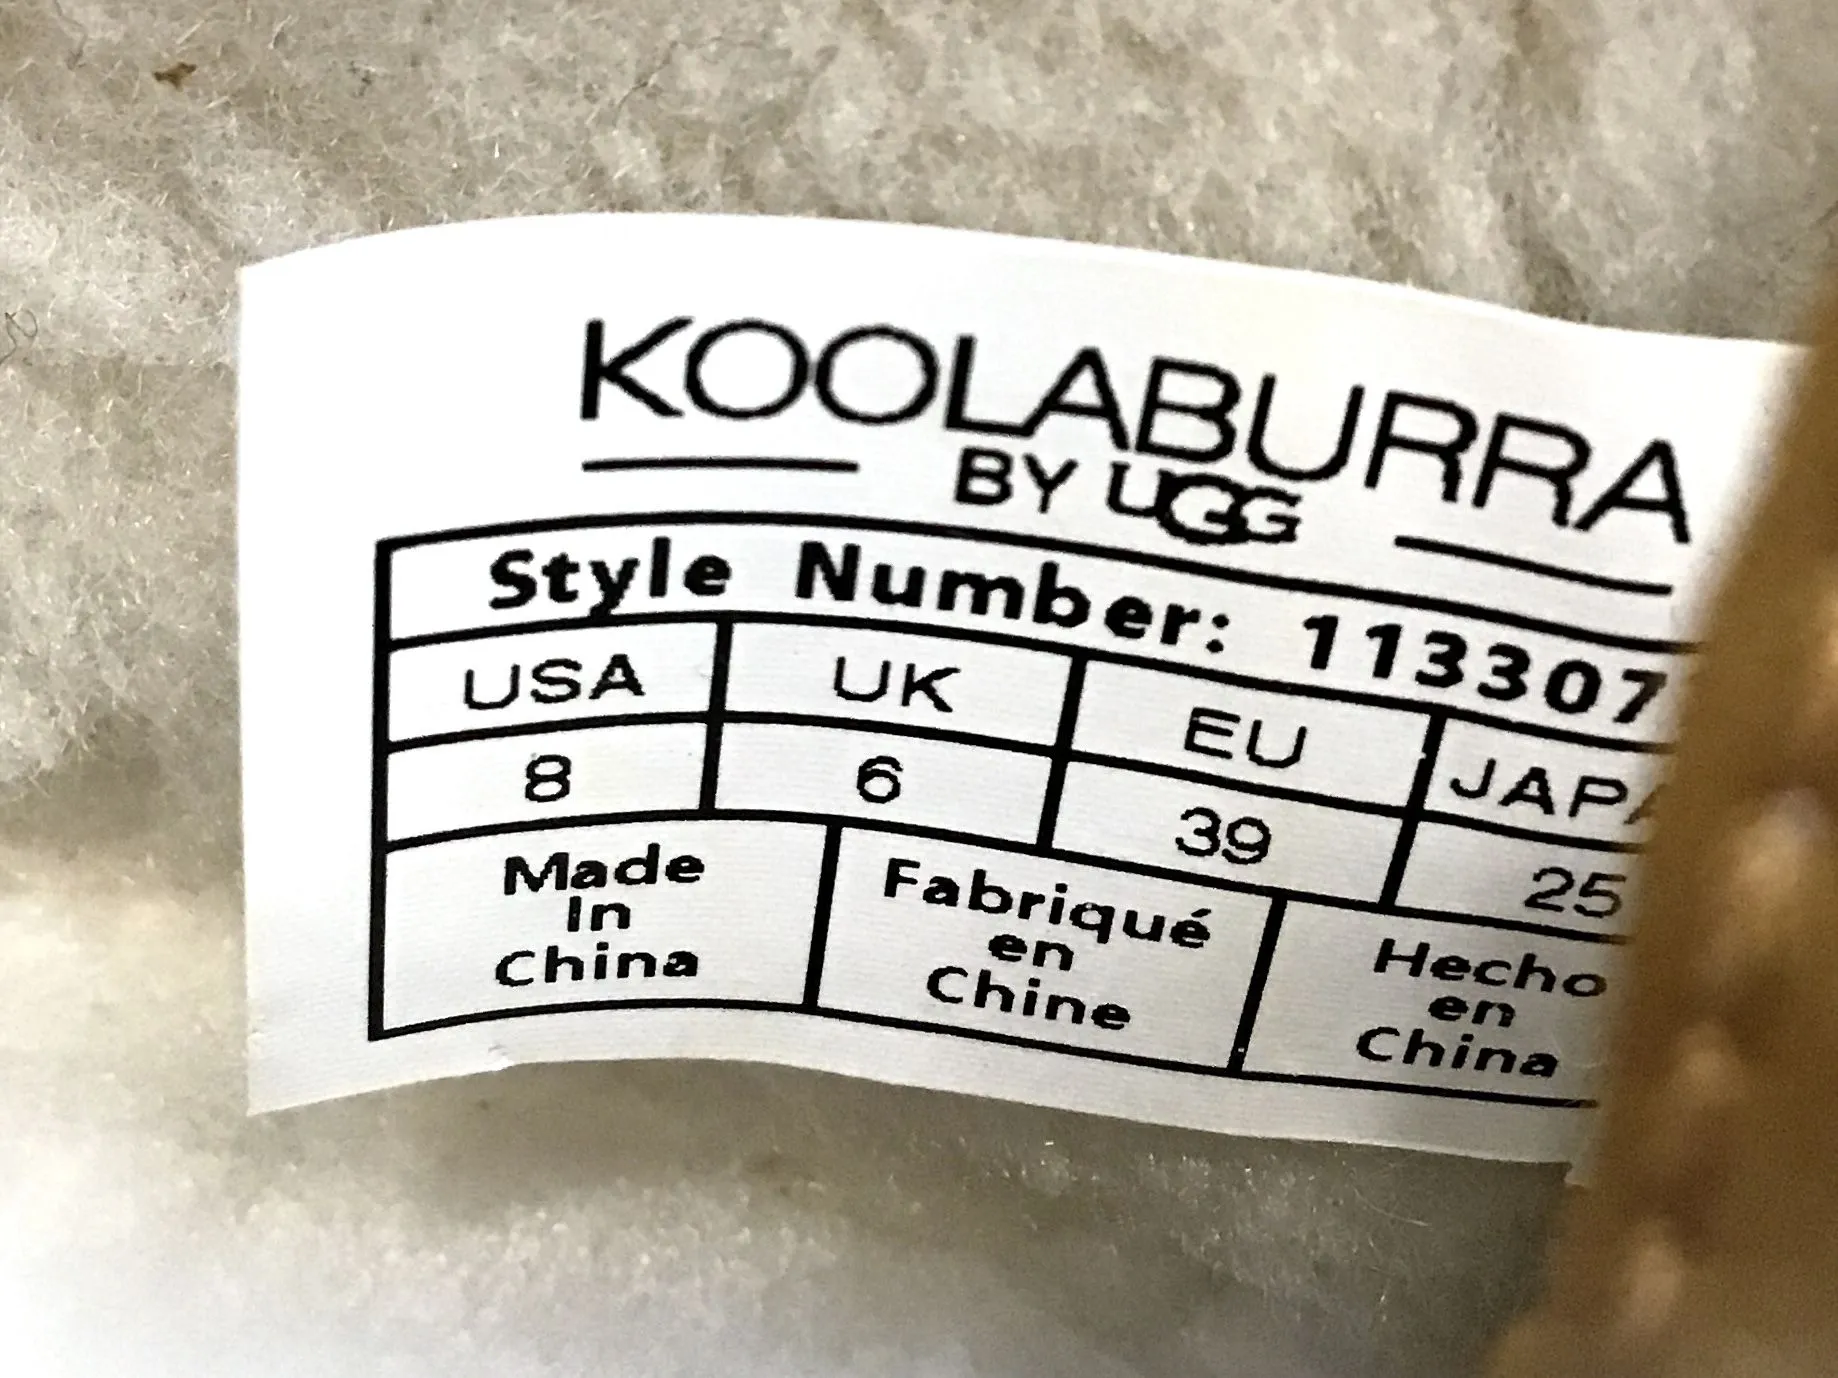 KOOLABURRA
BY UGG
Style Number: 113307
USA UK EU JAPA
8 6 39 25
Made
In
China
Fabriqué
en
Chine
Hecho
en
China